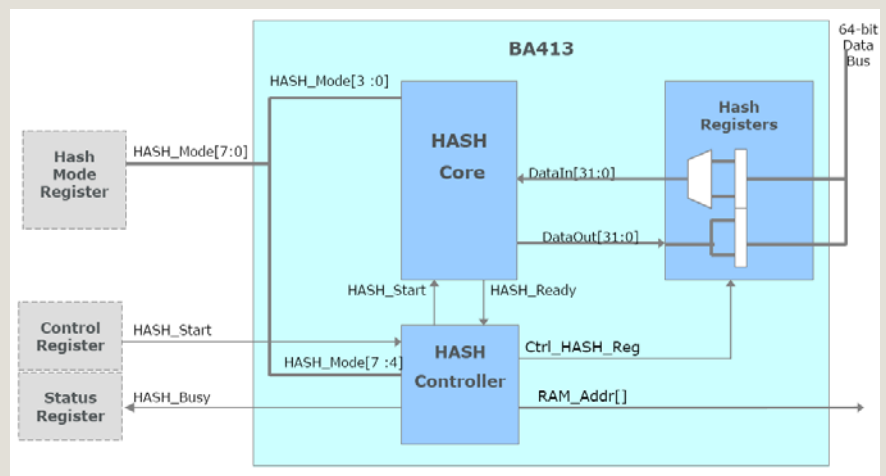 64-bit
Data
Bus
BA413
HASH_Mode[3 :0]
Hash
Registers
HASH
Core
Hash
Mode
Register
HASH_Mode[7:0]
DataIn[31:0]
DataOut[31:0]
HASH_Start
HASH_Ready
Control
Register
HASH_Start
HASH_Mode[7 :4]
HASH
Controller
Ctrl_HASH_Reg
Status
Register
HASH_Busy
RAM_Addr[]